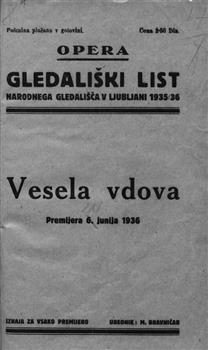 Poštnina plačana v gotovini. Cena 2·50 Din.
OPERA
GLEDALIŠKI LIST
NARODNEGA GLEDALIŠČA V LJUBLJANI 1935/36
Vesela vdova
Premijera 6. junija 1936
IZHAJA ZA VSAKO PREMIJERO UREDNIK: M. BRAVNIČAR